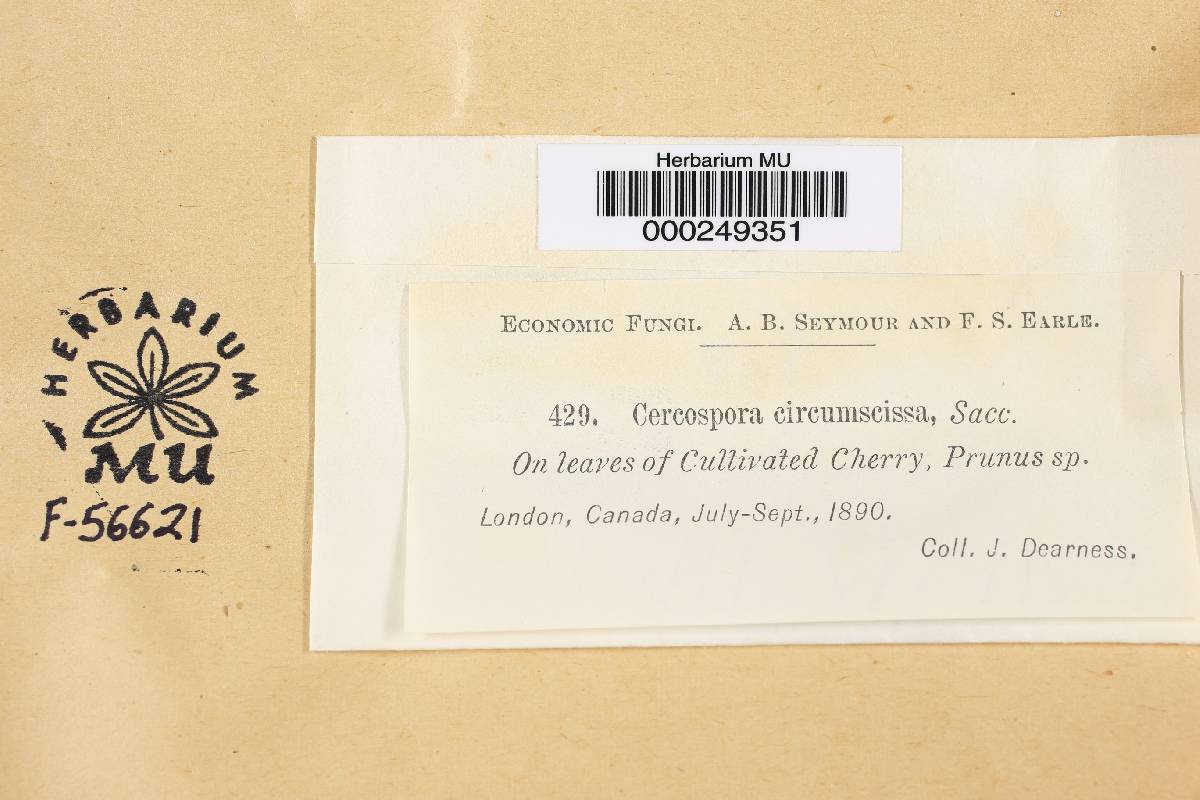 Herbarium MU
000249351
ECONOMIC FUNGI. A. B. SEYMOUR AND F. S. EARLE.
429. Cercospora circumscissa, Sacc.
On leaves of Cultivated Cherry, Prunus sp.
London, Canada, July-Sept., 1890.
Coll. J. Dearness.
HERBARIUM
MU
F-56621